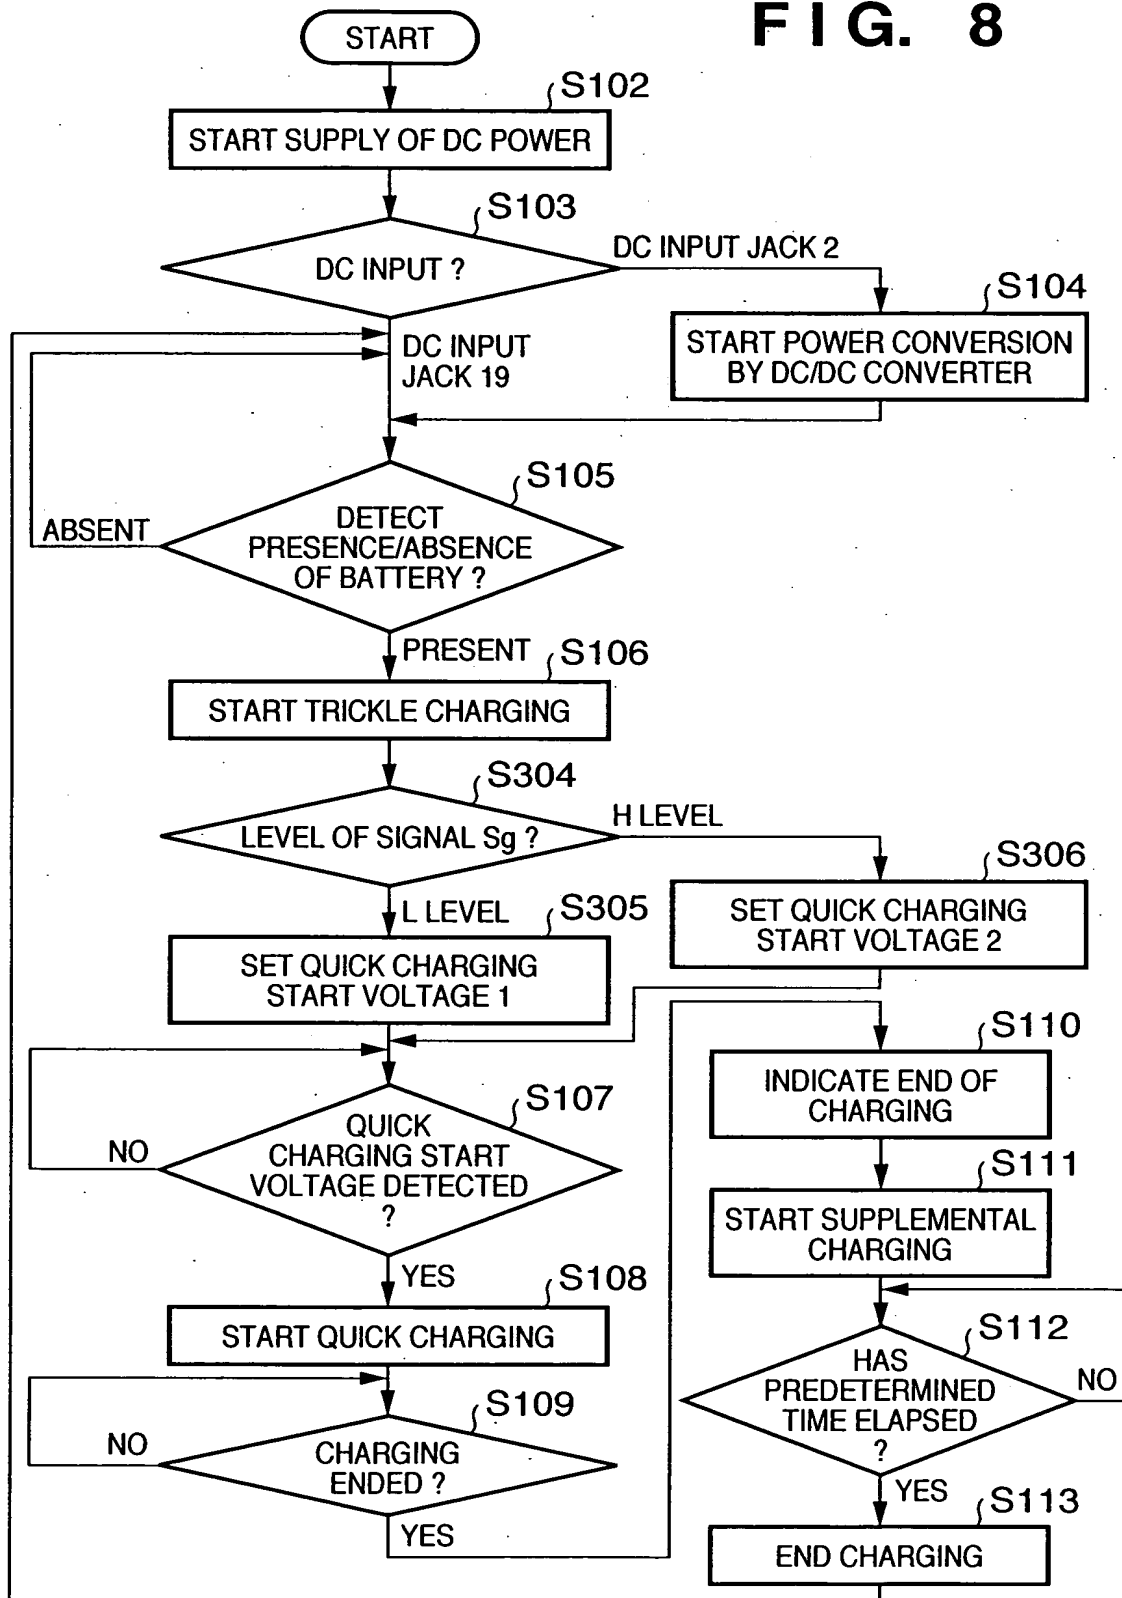 FIG. 8
START
S102
START SUPPLY OF DC POWER
S103
DC INPUT ?
DC INPUT JACK 2
S104
START POWER CONVERSION
BY DC/DC CONVERTER
DC INPUT
JACK 19
S105
DETECT
PRESENCE/ABSENCE
OF BATTERY ?
ABSENT
PRESENT
S106
START TRICKLE CHARGING
S304
LEVEL OF SIGNAL Sg ?
H LEVEL
S306
SET QUICK CHARGING
START VOLTAGE 2
L LEVEL
S305
SET QUICK CHARGING
START VOLTAGE 1
S107
QUICK
CHARGING START
VOLTAGE DETECTED
?
NO
YES
S108
START QUICK CHARGING
S109
CHARGING
ENDED ?
NO
YES
S110
INDICATE END OF
CHARGING
S111
START SUPPLEMENTAL
CHARGING
S112
HAS
PREDETERMINED
TIME ELAPSED
?
NO
YES
S113
END CHARGING